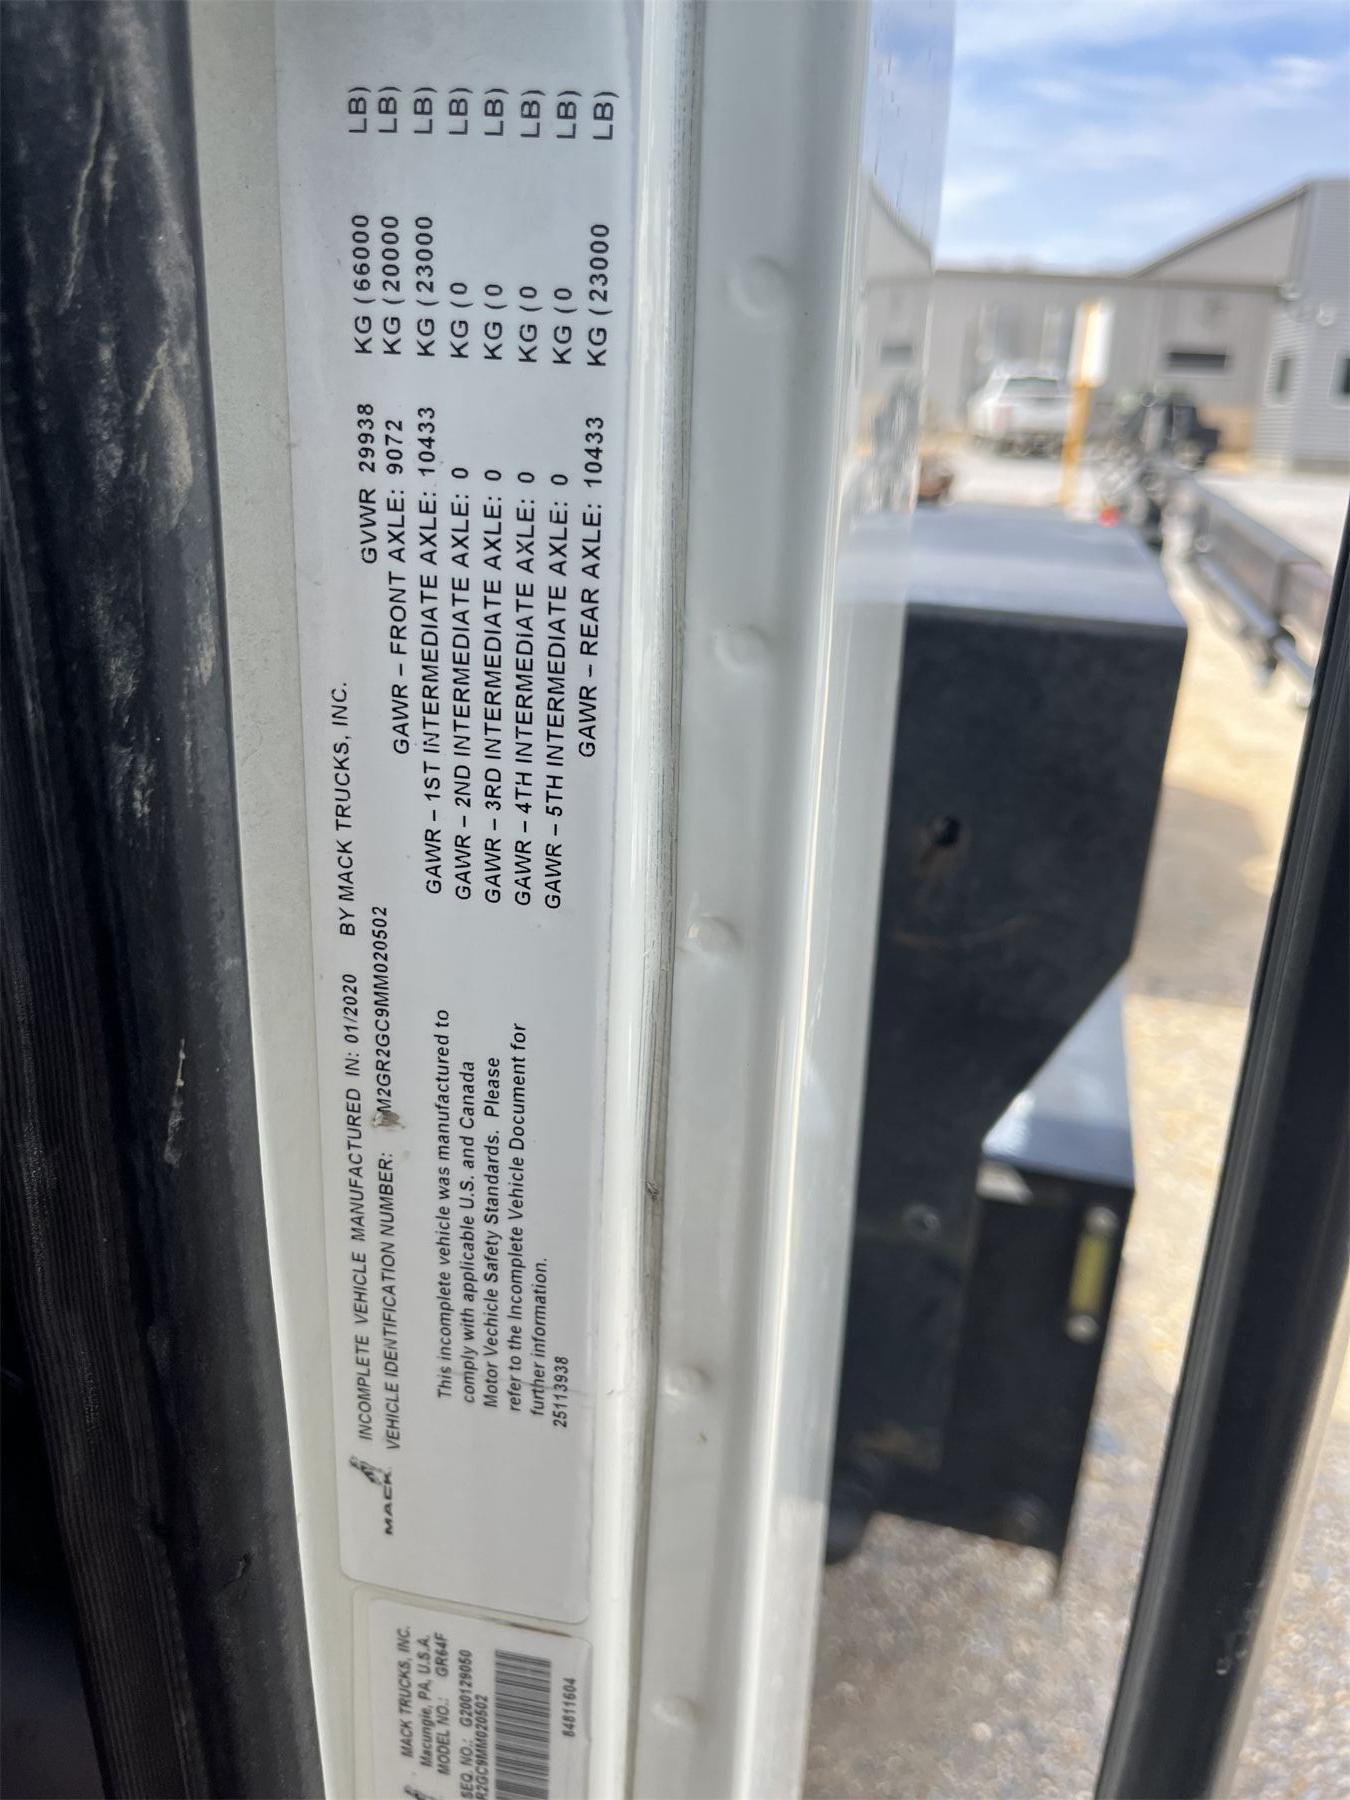 MACK
INCOMPLETE VEHICLE MANUFACTURED IN: 01/2020 BY MACK TRUCKS, INC.
VEHICLE IDENTIFICATION NUMBER: M2GR2GC9MM020502
GVWR 29938 KG (66000 LB)
GAWR – FRONT AXLE: 9072 KG (20000 LB)
GAWR – 1ST INTERMEDIATE AXLE: 10433 KG (23000 LB)
GAWR – 2ND INTERMEDIATE AXLE: 0 KG (0 LB)
GAWR – 3RD INTERMEDIATE AXLE: 0 KG (0 LB)
GAWR – 4TH INTERMEDIATE AXLE: 0 KG (0 LB)
GAWR – 5TH INTERMEDIATE AXLE: 0 KG (0 LB)
GAWR – REAR AXLE: 10433 KG (23000 LB)
This incomplete vehicle was manufactured to
comply with applicable U.S. and Canada
Motor Vechicle Safety Standards. Please
refer to the Incomplete Vehicle Document for
further information.
25113938
MACK TRUCKS, INC.
Macungie, PA, U.S.A.
MODEL NO.: GR64F
SEQ. NO.: G200129050
R2GC9MM020502
84811604